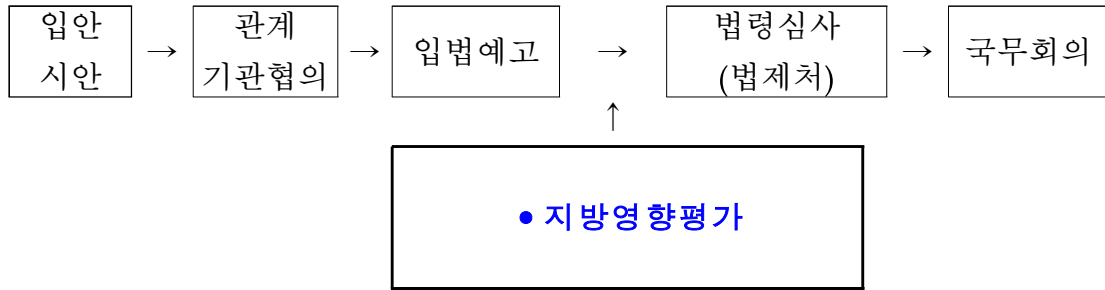 입안 시안 → 관계 기관협의 → 입법예고 → 법령심사 (법제처) → 국무회의
↑
● 지방영향평가